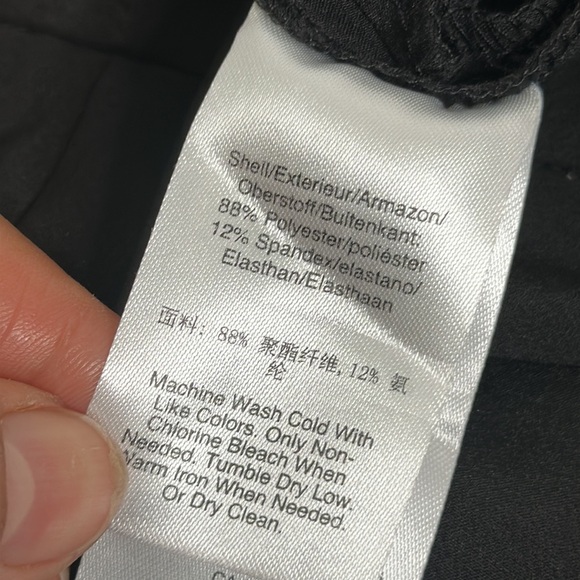 Shell/Exterieur/Armazon/
Oberstoff/Buitenkant:
88% Polyester/poliéster
12% Spandex/elastano/
Elasthan/Elasthaan
面料: 88% 聚酯纤维, 12% 氨
纶
Machine Wash Cold With
Like Colors. Only Non-
Chlorine Bleach When
Needed. Tumble Dry Low.
Warm Iron When Needed.
Or Dry Clean.